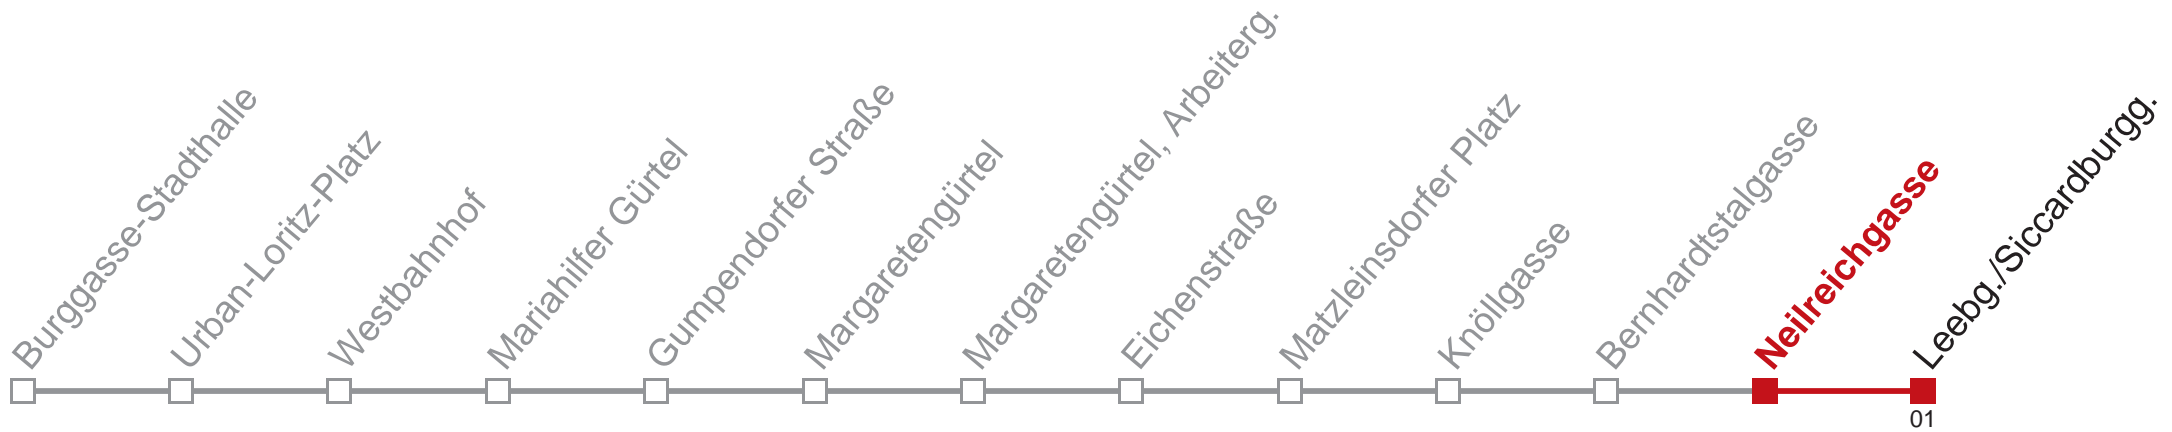 Burggasse-Stadthalle
Urban-Loritz-Platz
Westbahnhof
Mariahilfer Gürtel
Gumpendorfer Straße
Margaretengürtel
Margaretengürtel, Arbeiterg.
Eichenstraße
Matzleinsdorfer Platz
Knöllgasse
Bernhardtstalgasse
Neilreichgasse
Leebg./Siccardburgg.
01